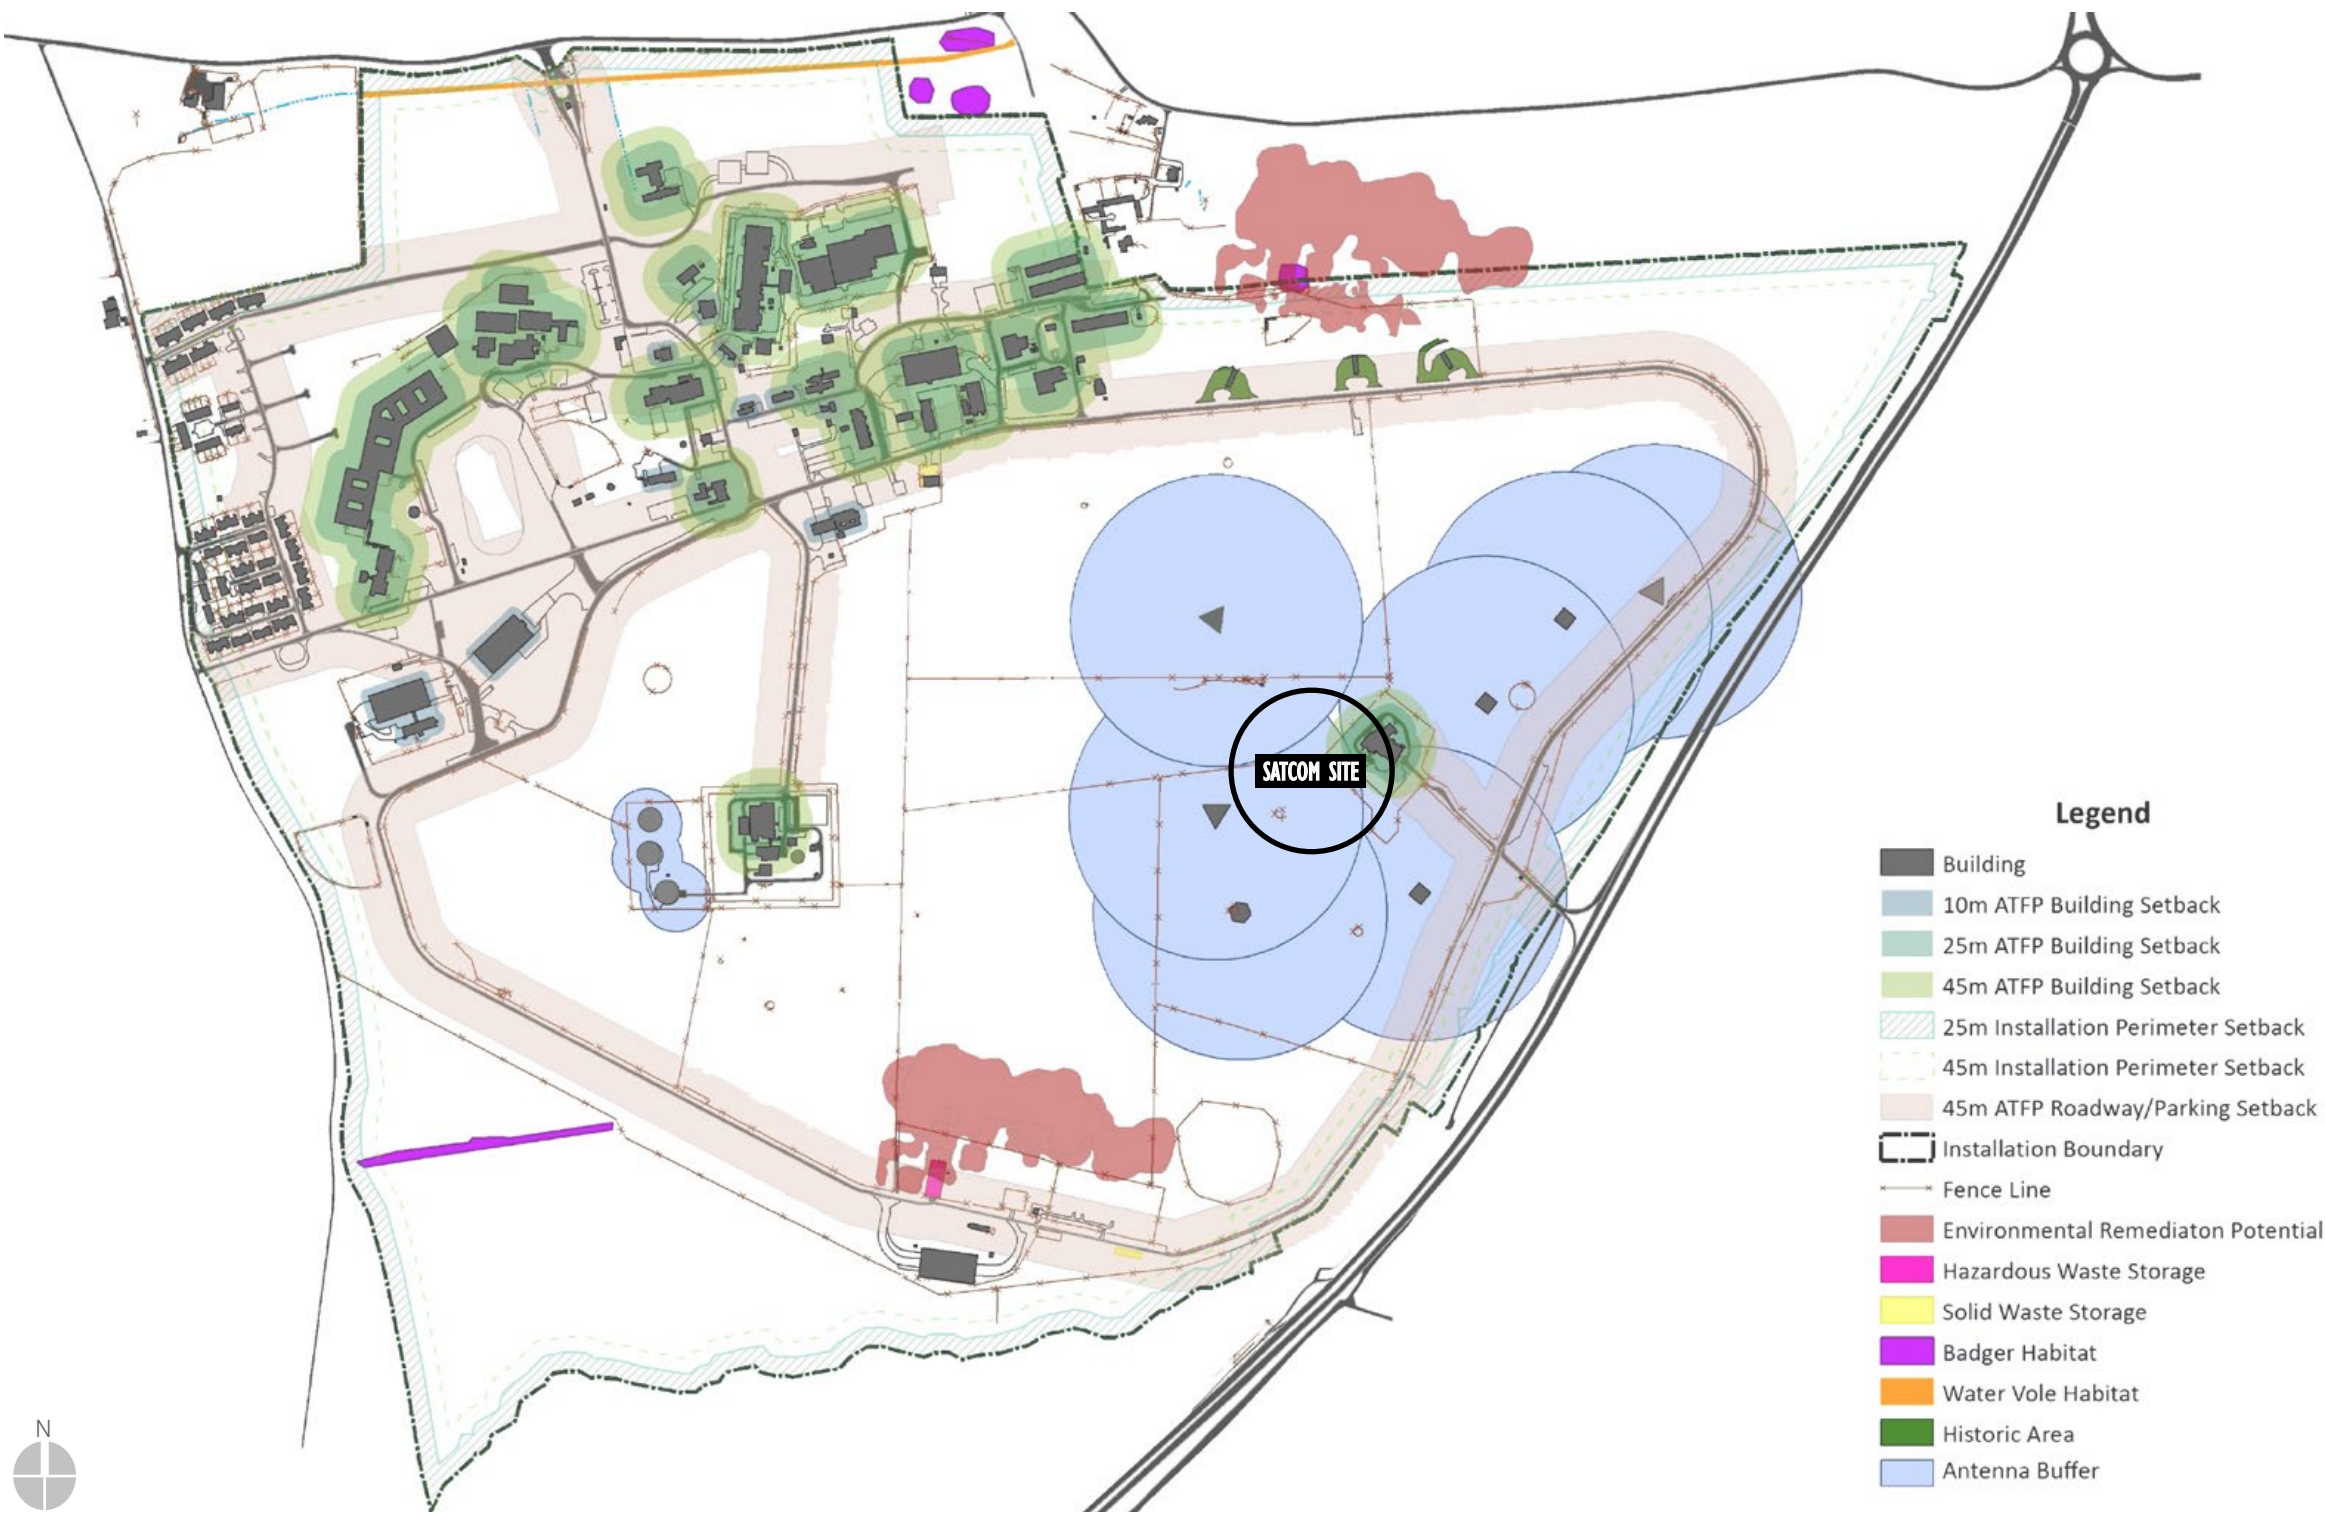 SATCOM SITE
Legend
Building
10m ATFP Building Setback
25m ATFP Building Setback
45m ATFP Building Setback
25m Installation Perimeter Setback
45m Installation Perimeter Setback
45m ATFP Roadway/Parking Setback
Installation Boundary
Fence Line
Environmental Remediaton Potential
Hazardous Waste Storage
Solid Waste Storage
Badger Habitat
Water Vole Habitat
Historic Area
Antenna Buffer
N